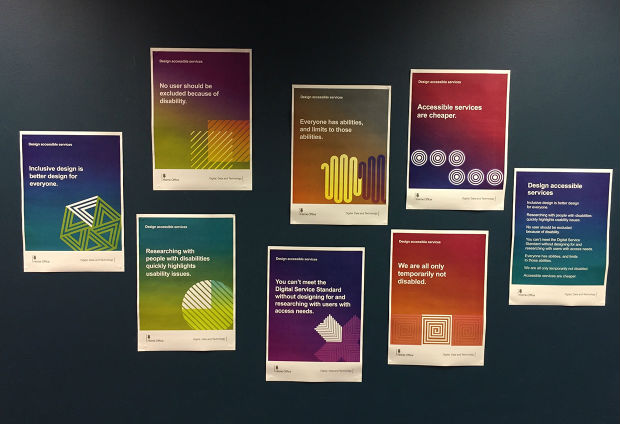 Design accessible services
Inclusive design is
better design for
everyone.
Home Office
Digital, Data and Technology
Design accessible services
No user should be
excluded because of
disability.
Home Office
Digital, Data and Technology
Design accessible services
Researching with
people with disabilities
quickly highlights
usability issues.
Home Office
Digital, Data and Technology
Design accessible services
Everyone has abilities,
and limits to those
abilities.
Home Office
Digital, Data and Technology
Design accessible services
You can't meet the
Digital Service Standard
without designing for and
researching with users with
access needs.
Home Office
Digital, Data and Technology
Design accessible services
Accessible services
are cheaper.
Home Office
Digital, Data and Technology
Design accessible services
We are all only
temporarily not
disabled.
Home Office
Digital, Data and Technology
Design accessible
services
Inclusive design is better design
for everyone.
Researching with people with disabilities
quickly highlights usability issues.
No user should be excluded
because of disability.
You can't meet the Digital Service
Standard without designing for and
researching with users with access needs.
Everyone has abilities, and limits
to those abilities.
We are all only temporarily not disabled.
Accessible services are cheaper.
Home Office
Digital, Data and Technology